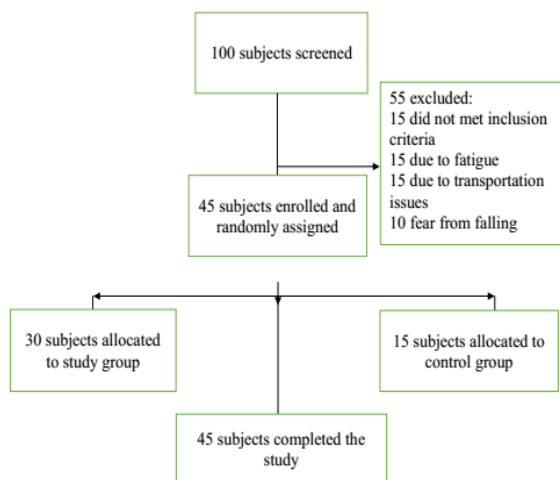 100 subjects screened
55 excluded:
15 did not met inclusion
criteria
15 due to fatigue
15 due to transportation
issues
10 fear from falling
45 subjects enrolled and
randomly assigned
30 subjects allocated
to study group
15 subjects allocated to
control group
45 subjects completed the
study